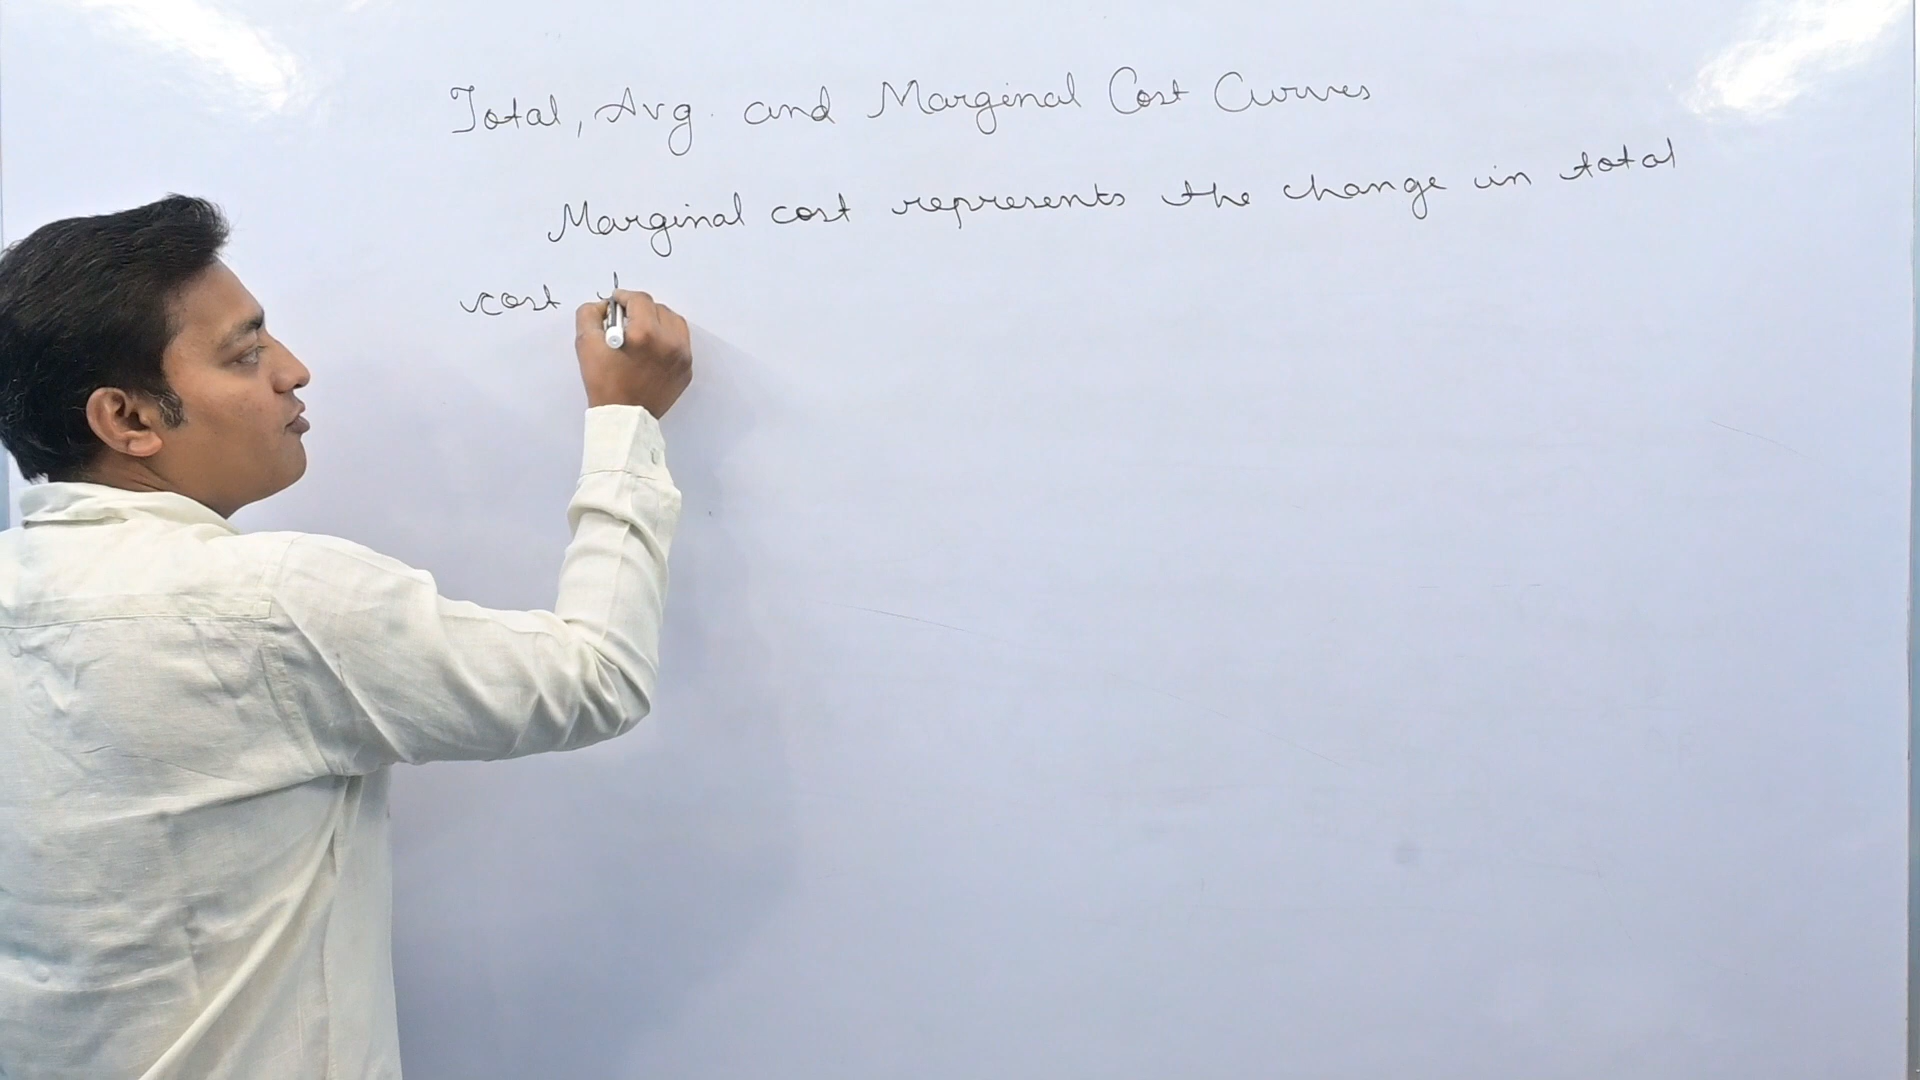 Total, Avg. and Marginal Cost Curves
Marginal cost represents the change in total
cost